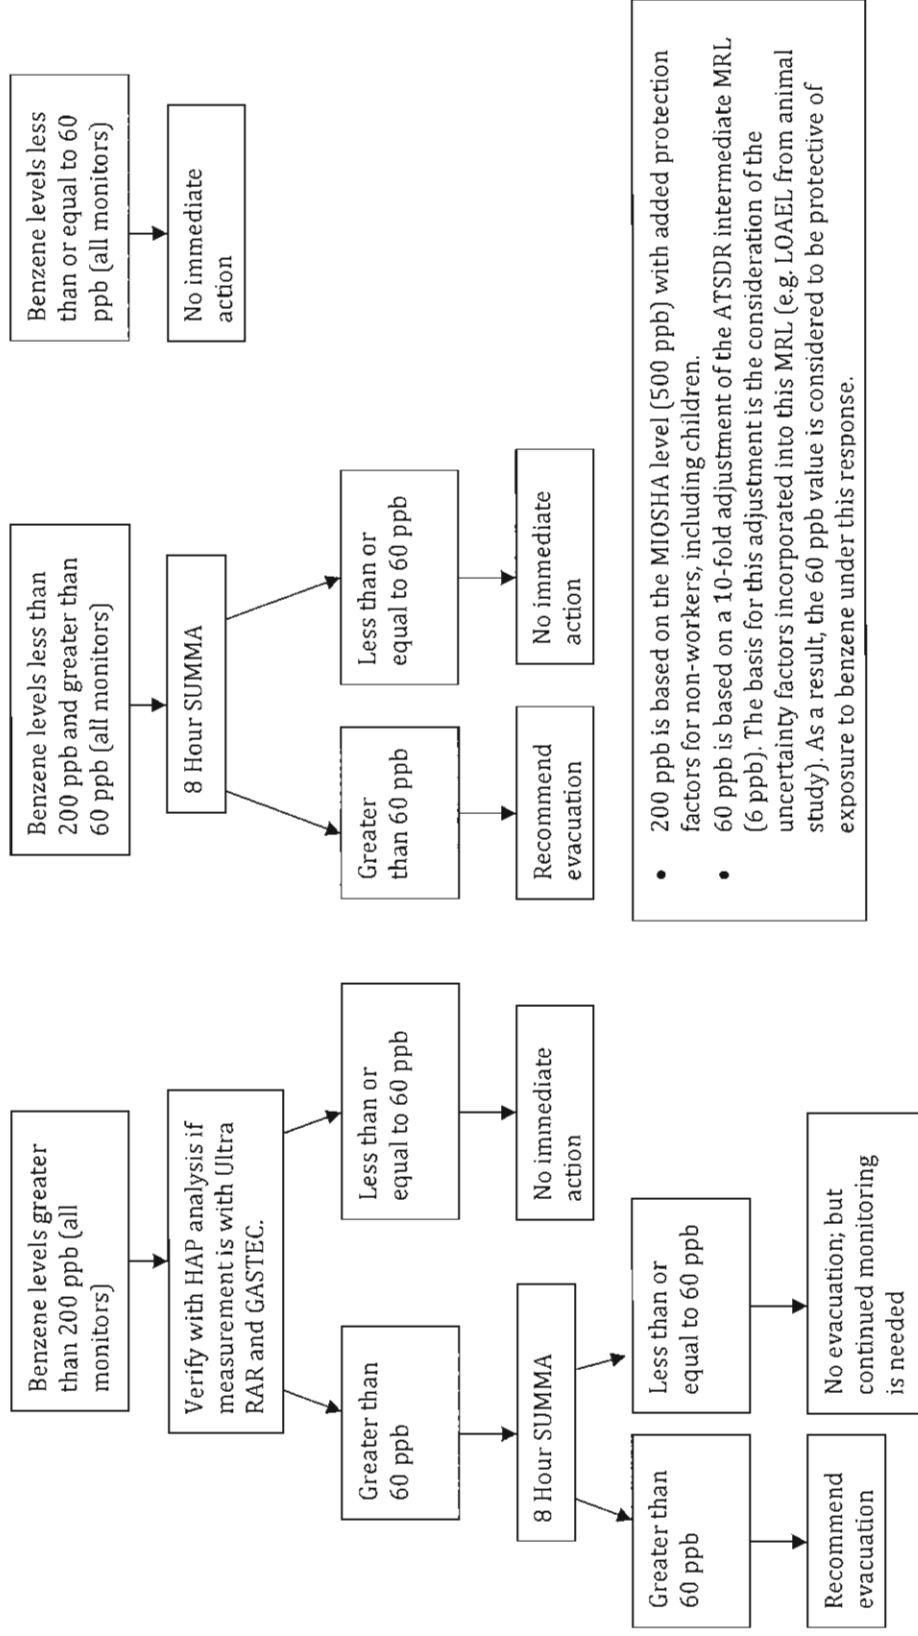 Benzene levels greater
than 200 ppb (all
monitors)
Verify with HAP analysis if
measurement is with Ultra
RAR and GASTEC.
Greater than
60 ppb
Less than or
equal to 60 ppb
8 Hour SUMMA
No immediate
action
Greater than
60 ppb
Less than or
equal to 60 ppb
Recommend
evacuation
No evacuation; but
continued monitoring
is needed
Benzene levels less than
200 ppb and greater than
60 ppb (all monitors)
8 Hour SUMMA
Greater
than 60 ppb
Less than or
equal to 60 ppb
Recommend
evacuation
No immediate
action
Benzene levels less
than or equal to 60
ppb (all monitors)
No immediate
action
• 200 ppb is based on the MIOSHA level (500 ppb) with added protection
factors for non-workers, including children.
• 60 ppb is based on a 10-fold adjustment of the ATSDR intermediate MRL
(6 ppb). The basis for this adjustment is the consideration of the
uncertainty factors incorporated into this MRL (e.g. LOAEL from animal
study). As a result, the 60 ppb value is considered to be protective of
exposure to benzene under this response.